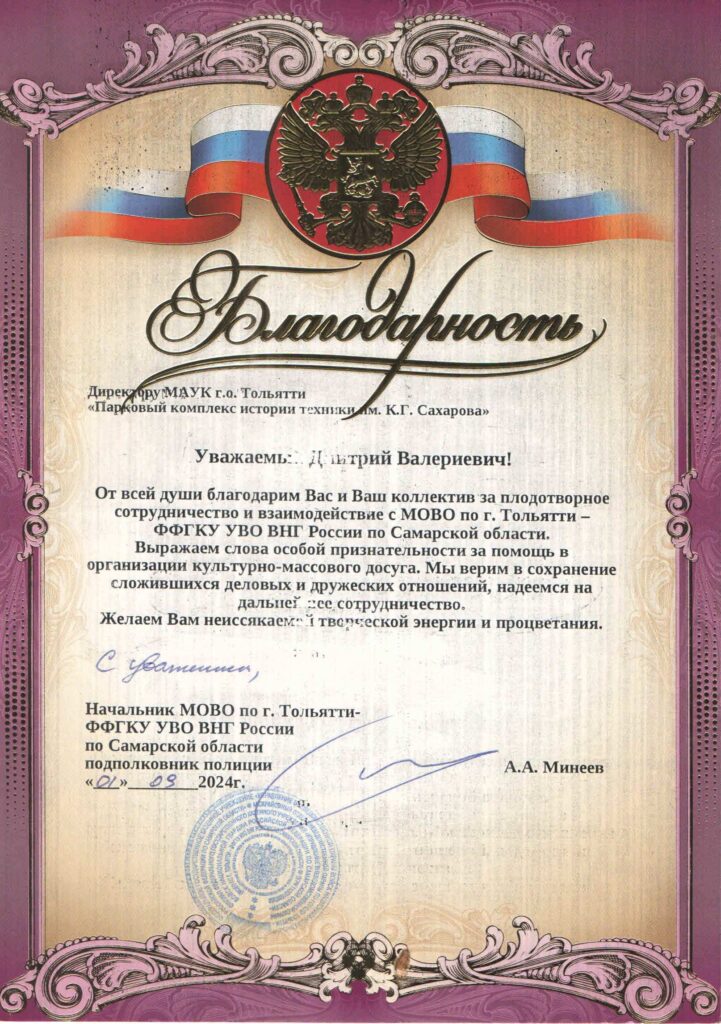 Благодарность
Директору МАУК г.о. Тольятти
«Парковый комплекс истории техники им. К.Г. Сахарова»
Уважаемый Дмитрий Валериевич!
От всей души благодарим Вас и Ваш коллектив за плодотворное
сотрудничество и взаимодействие с МОВО по г. Тольятти –
ФФГКУ УВО ВНГ России по Самарской области.
Выражаем слова особой признательности за помощь в
организации культурно-массового досуга. Мы верим в сохранение
сложившихся деловых и дружеских отношений, надеемся на
дальнейшее сотрудничество.
Желаем Вам неиссякаемой творческой энергии и процветания.
С уважением,
Начальник МОВО по г. Тольятти-
ФФГКУ УВО ВНГ России
по Самарской области
подполковник полиции
А.А. Минеев
«01» 09 2024г.